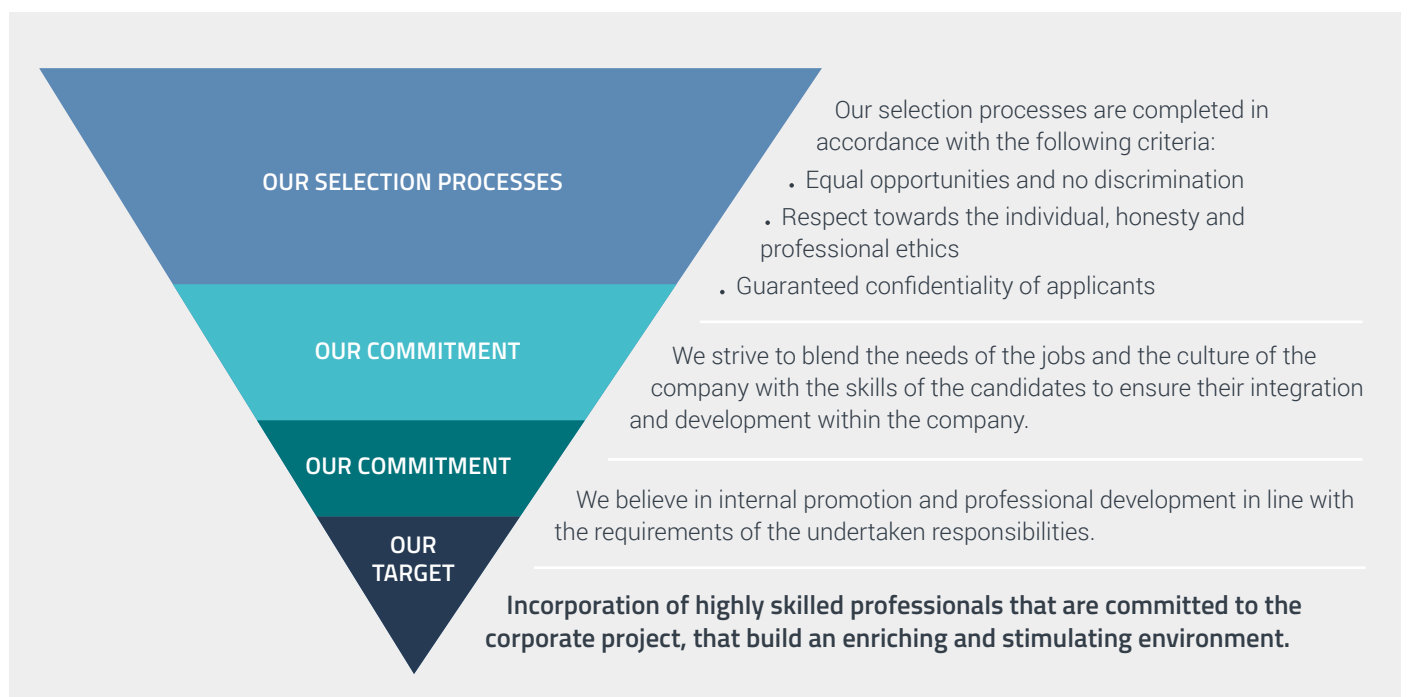 OUR SELECTION PROCESSES
Our selection processes are completed in
accordance with the following criteria:
. Equal opportunities and no discrimination
. Respect towards the individual, honesty and
professional ethics
. Guaranteed confidentiality of applicants
OUR COMMITMENT
We strive to blend the needs of the jobs and the culture of the
company with the skills of the candidates to ensure their integration
and development within the company.
OUR COMMITMENT
We believe in internal promotion and professional development in line with
the requirements of the undertaken responsibilities.
OUR
TARGET
Incorporation of highly skilled professionals that are committed to the
corporate project, that build an enriching and stimulating environment.